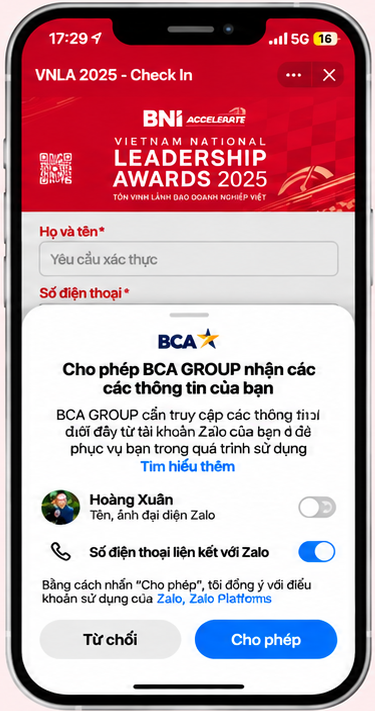 17:29
5G 16
VNLA 2025 - Check In
BNI ACCELERATE
VIETNAM NATIONAL
LEADERSHIP
AWARDS 2025
TÔN VINH LÃNH ĐẠO DOANH NGHIỆP VIỆT
Họ và tên*
Yêu cầu xác thực
Số điện thoại *
BCA
Cho phép BCA GROUP nhận các
các thông tin của bạn
BCA GROUP cần truy cập các thông
dưới đây từ tài khoản Zalo của bạn để
phục vụ bạn trong quá trình sử dụng
Tìm hiểu thêm
Hoàng Xuân
Tên, ảnh đại diện Zalo
Số điện thoại liên kết với Zalo
Bằng cách nhấn "Cho phép", tôi đồng ý với điều
khoản sử dụng của Zalo, Zalo Platforms
Từ chối
Cho phép